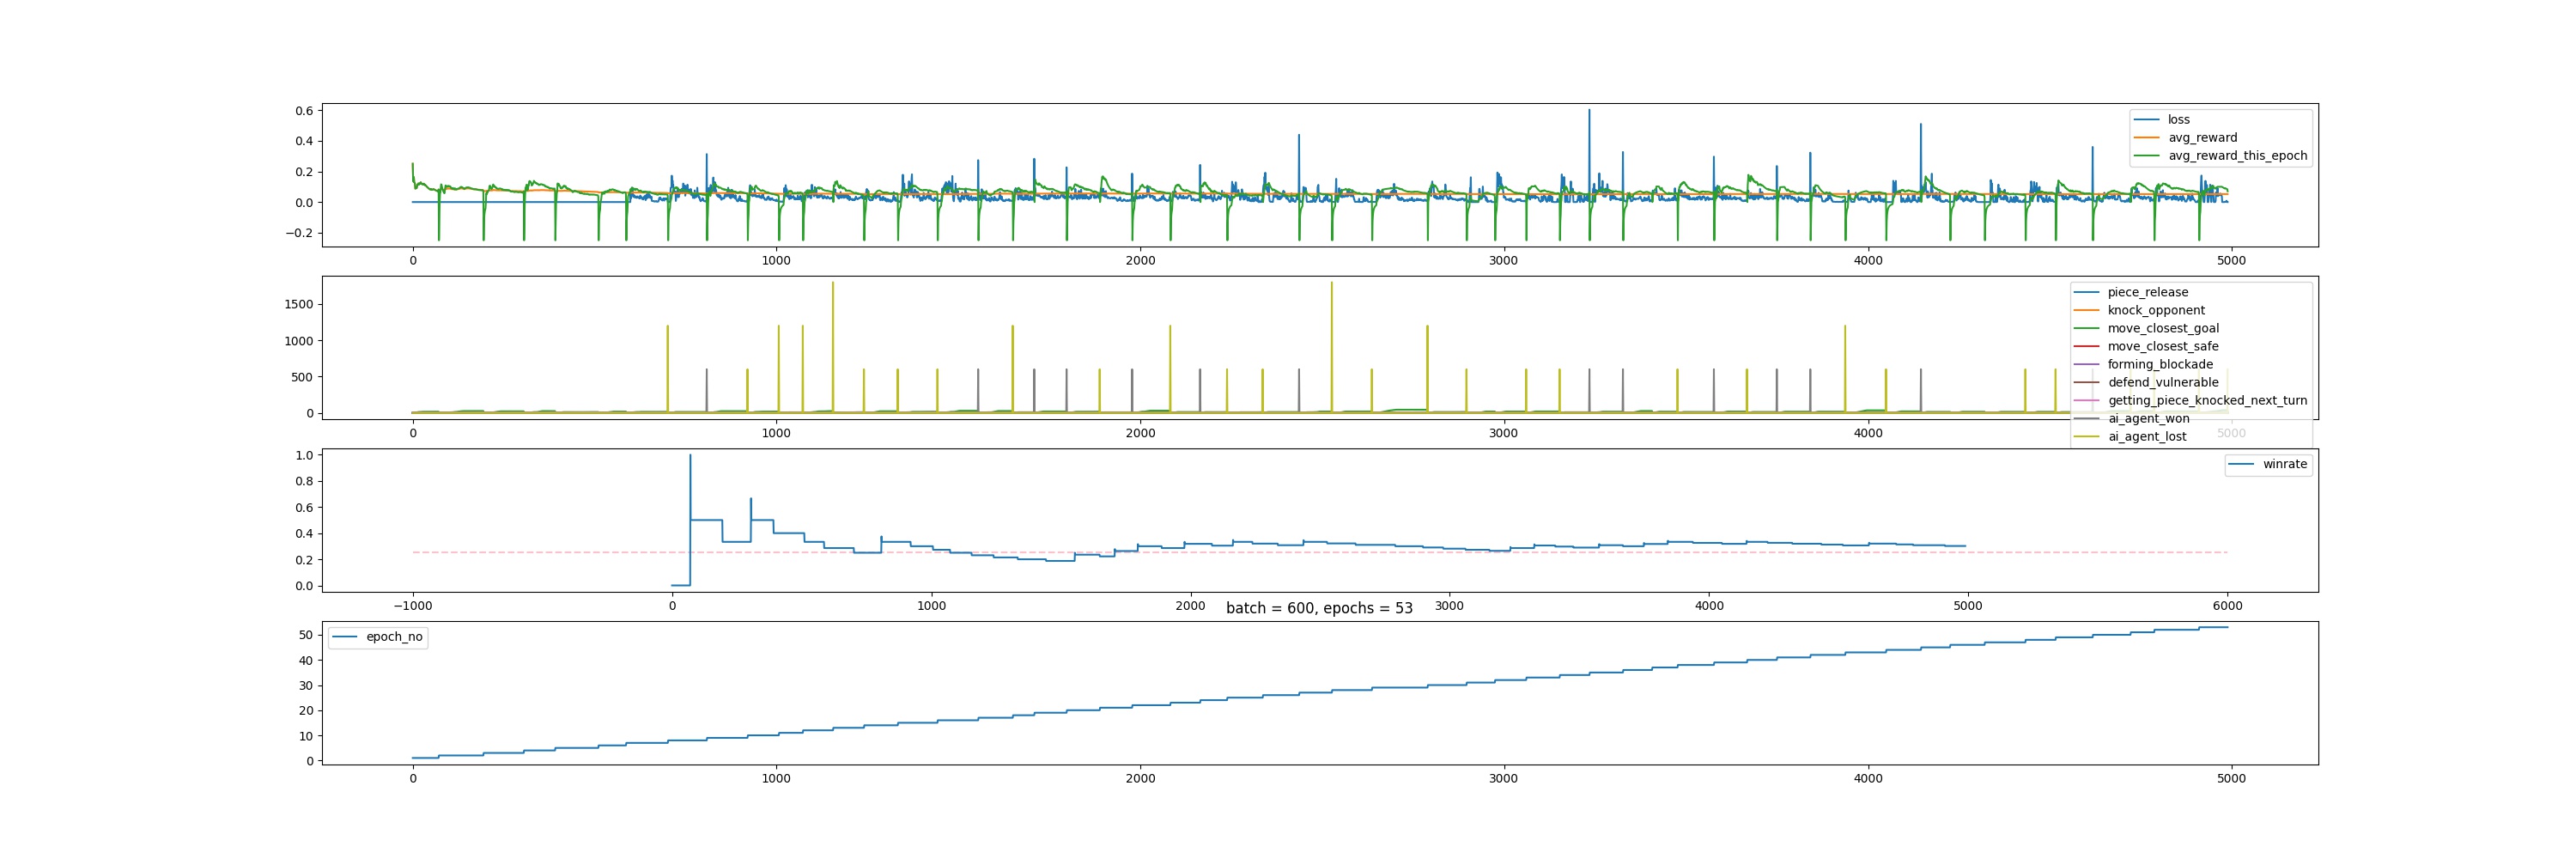 0.6
0.4
0.2
0.0
−0.2
loss
avg_reward
avg_reward_this_epoch
0 1000 2000 3000 4000 5000
1500
1000
500
0
piece_release
knock_opponent
move_closest_goal
move_closest_safe
forming_blockade
defend_vulnerable
getting_piece_knocked_next_turn
ai_agent_won
ai_agent_lost
0 1000 2000 3000 4000 5000
1.0
0.8
0.6
0.4
0.2
0.0
winrate
−1000 0 1000 2000 3000 4000 5000 6000
batch = 600, epochs = 53
50
40
30
20
10
0
epoch_no
0 1000 2000 3000 4000 5000